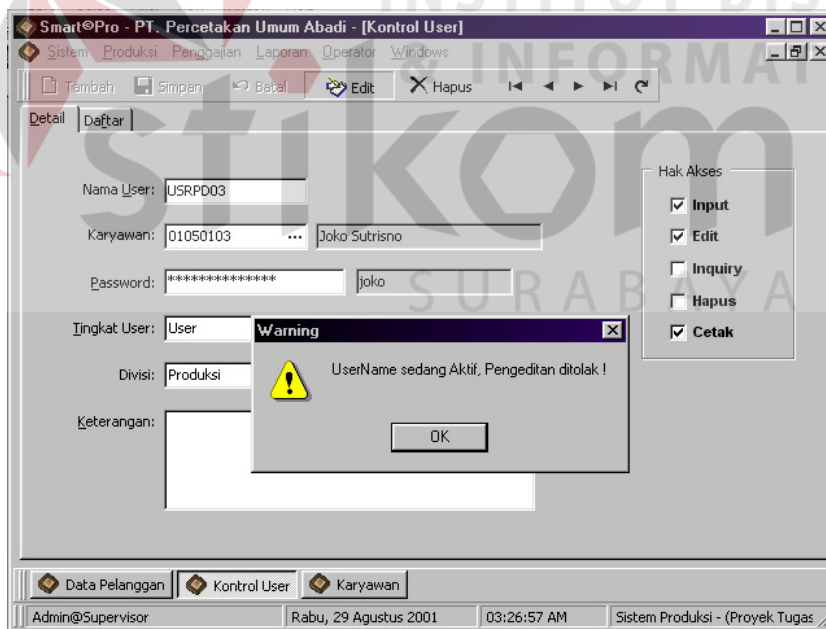 Smart®Pro - PT. Percetakan Umum Abadi - [Kontrol User]
Sistem Produksi Penggajian Laporan Operator Windows
Tambah Simpan Batal Edit Hapus
Detail Daftar
Nama User: USRPD03
Karyawan: 01050103 ... Joko Sutrisno
Password: ************** joko
Tingkat User: User
Divisi: Produksi
Keterangan:
Hak Akses
Input
Edit
Inquiry
Hapus
Cetak
Warning
UserName sedang Aktif, Pengeditan ditolak !
OK
Data Pelanggan Kontrol User Karyawan
Admin@Supervisor Rabu, 29 Agustus 2001 03:26:57 AM Sistem Produksi - (Proyek Tugas
INSTITUT BIS
& INFORMAT
stikom
SURABAYA